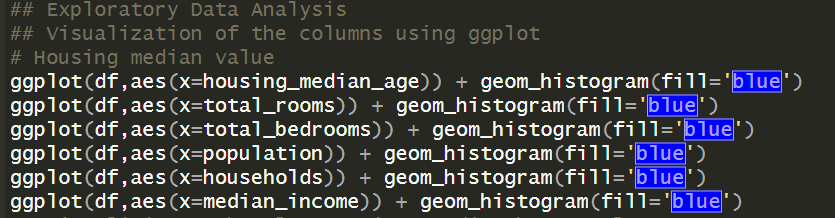 ## Exploratory Data Analysis
## Visualization of the columns using ggplot
# Housing median value
ggplot(df,aes(x=housing_median_age)) + geom_histogram(fill='blue')
ggplot(df,aes(x=total_rooms)) + geom_histogram(fill='blue')
ggplot(df,aes(x=total_bedrooms)) + geom_histogram(fill='blue')
ggplot(df,aes(x=population)) + geom_histogram(fill='blue')
ggplot(df,aes(x=households)) + geom_histogram(fill='blue')
ggplot(df,aes(x=median_income)) + geom_histogram(fill='blue')